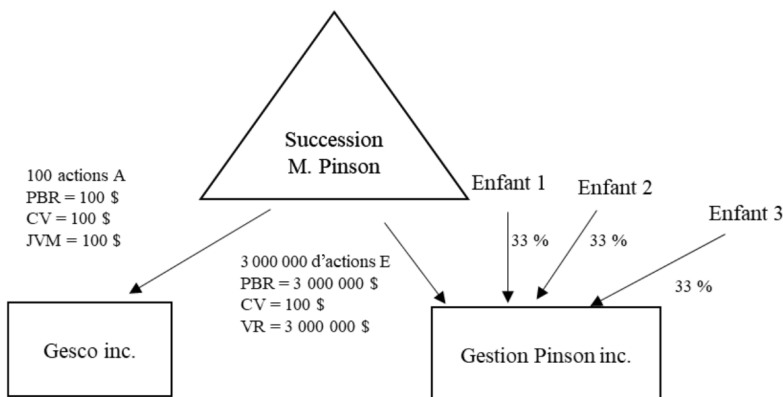 Succession
M. Pinson
100 actions A
PBR = 100 $
CV = 100 $
JVM = 100 $
Enfant 1
Enfant 2
Enfant 3
33 %
33 %
33 %
3 000 000 d’actions E
PBR = 3 000 000 $
CV = 100 $
VR = 3 000 000 $
Gesco inc.
Gestion Pinson inc.